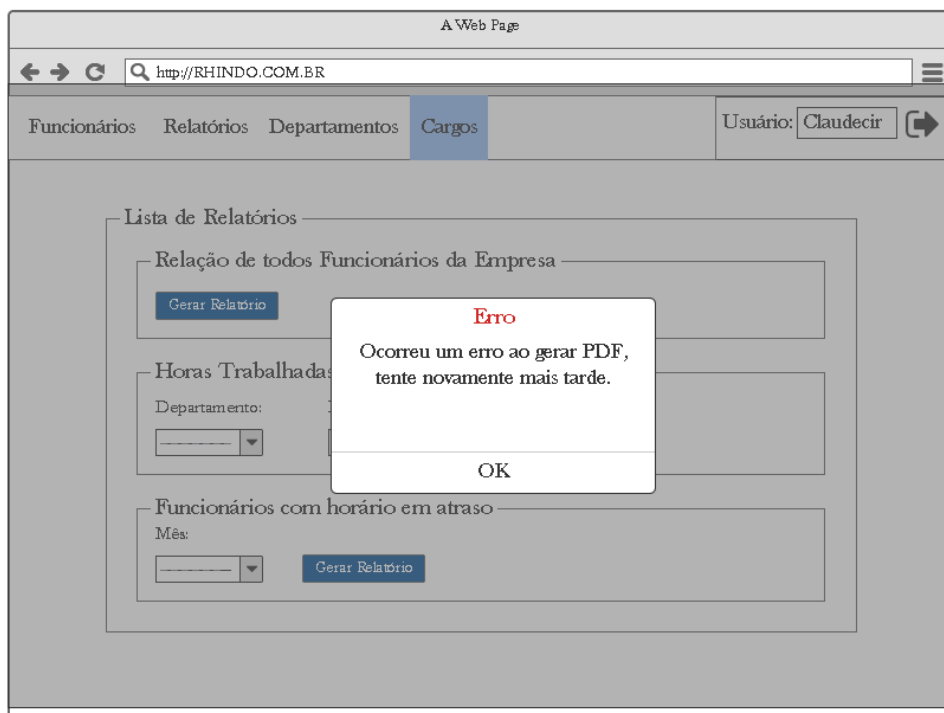 A Web Page
http://RHINDO.COM.BR
Funcionários Relatórios Departamentos Cargos Usuário: Claudecir
Lista de Relatórios
Relação de todos Funcionários da Empresa
Gerar Relatório
Erro
Ocorreu um erro ao gerar PDF,
tente novamente mais tarde.
OK
Horas Trabalhadas
Departamento:
Funcionários com horário em atraso
Mês:
Gerar Relatório